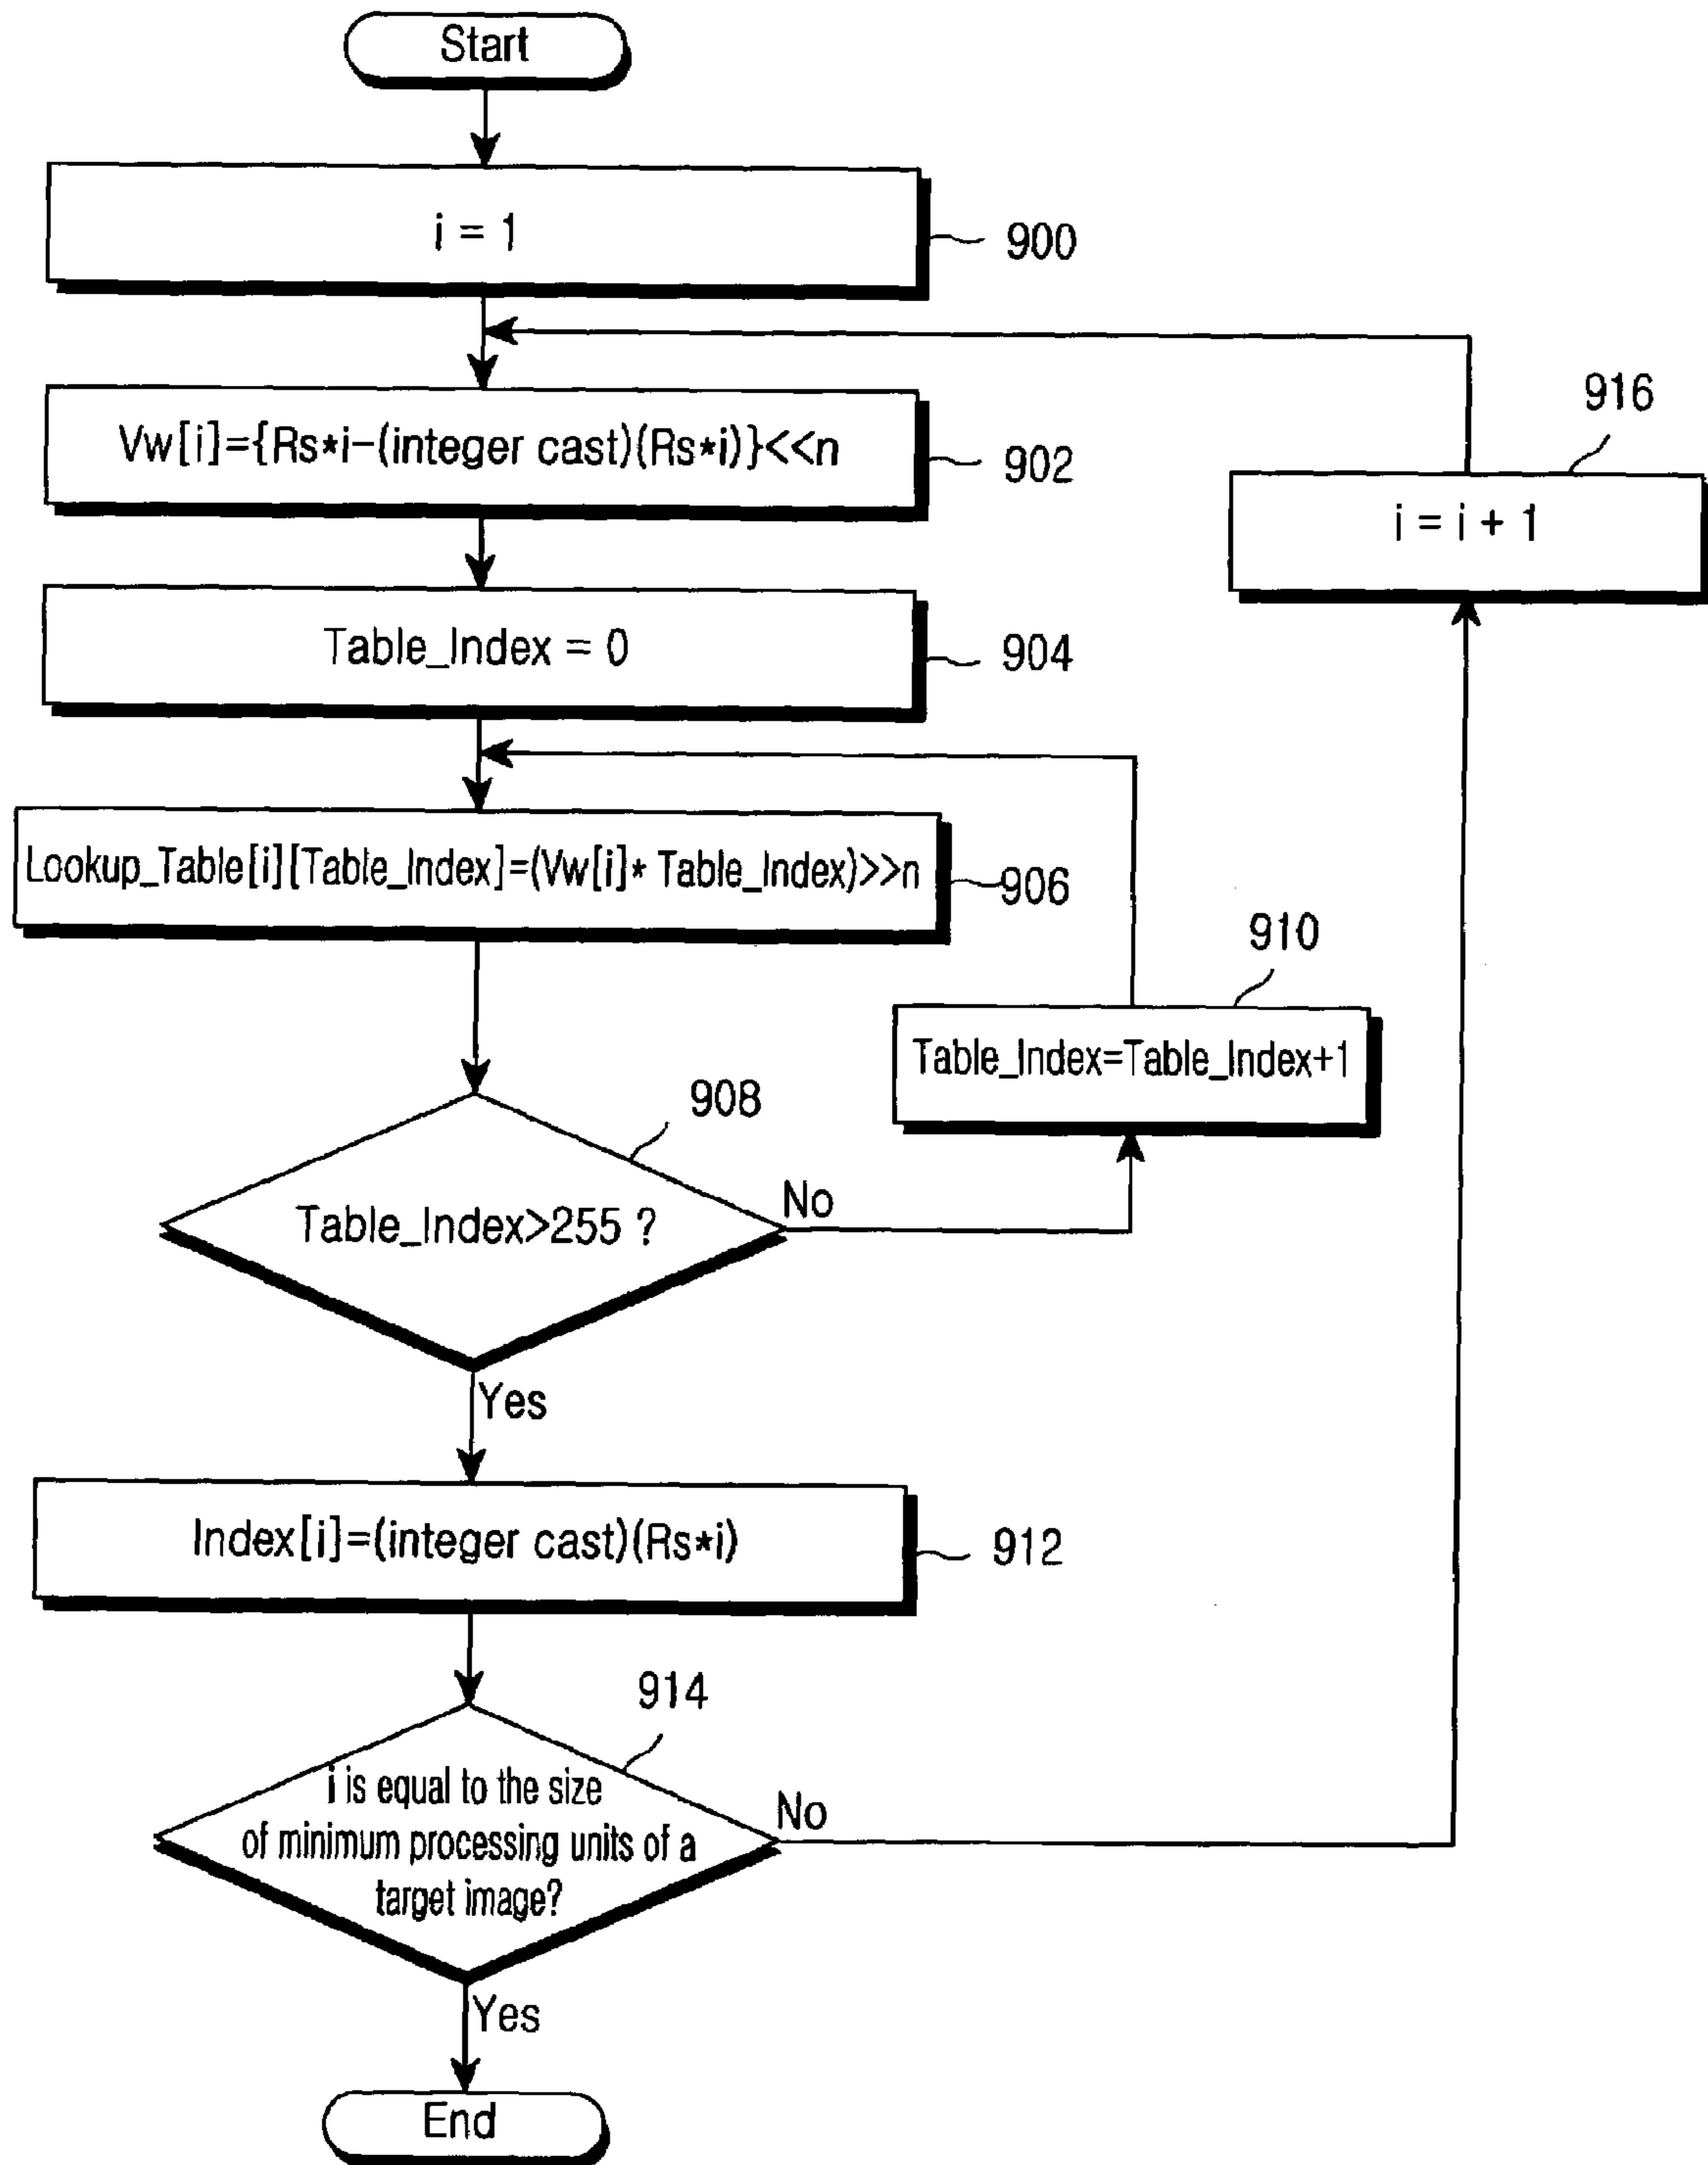 Start
i = 1
900
Vw[i]={Rs*i-(integer cast)(Rs*i)}<<n
902
916
i = i + 1
Table_Index = 0
904
Lookup_Table[i][Table_Index]=(Vw[i]* Table_Index)>>n
906
910
Table_Index=Table_Index+1
908
Table_Index>255 ?
No
Yes
Index[i]=(integer cast)(Rs*i)
912
914
i is equal to the size
of minimum processing units of a
target image?
No
Yes
End